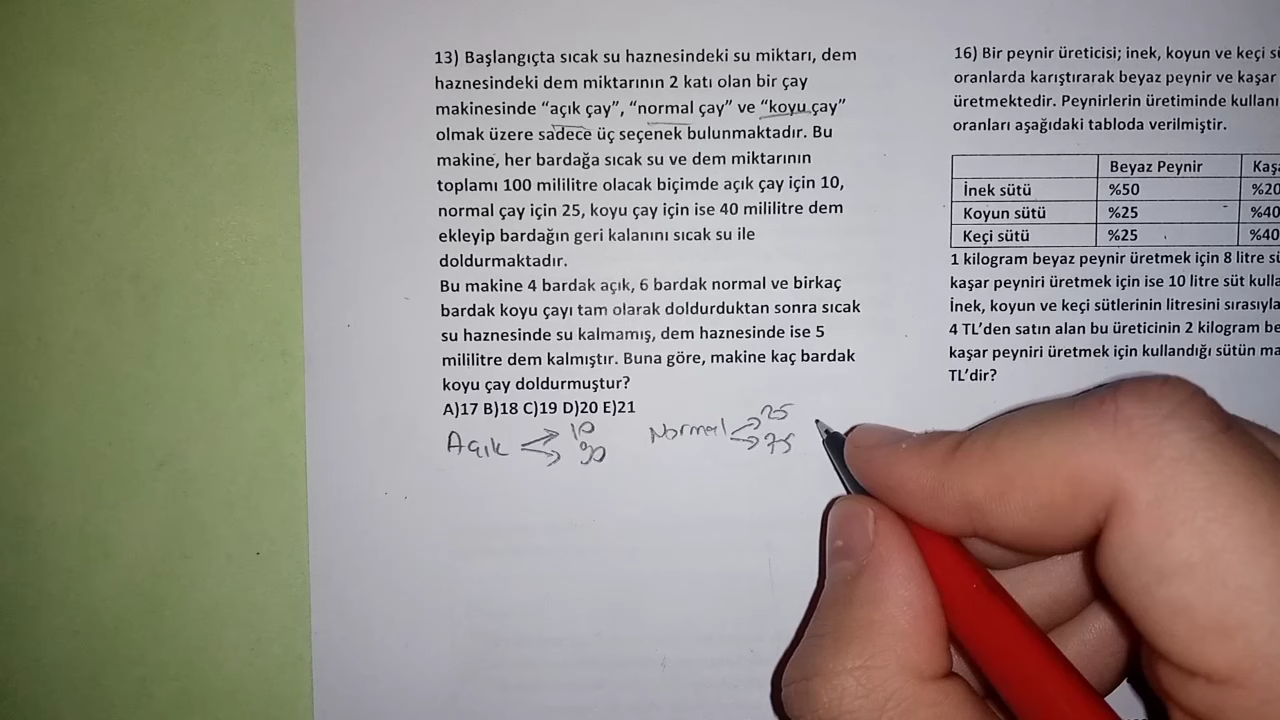 13) Başlangıçta sıcak su haznesindeki su miktarı, dem
haznesindeki dem miktarının 2 katı olan bir çay
makinesinde “açık çay”, “normal çay” ve “koyu çay”
olmak üzere sadece üç seçenek bulunmaktadır. Bu
makine, her bardağa sıcak su ve dem miktarının
toplamı 100 mililitre olacak biçimde açık çay için 10,
normal çay için 25, koyu çay için ise 40 mililitre dem
ekleyip bardağın geri kalanını sıcak su ile
doldurmaktadır.
Bu makine 4 bardak açık, 6 bardak normal ve birkaç
bardak koyu çayı tam olarak doldurduktan sonra sıcak
su haznesinde su kalmamış, dem haznesinde ise 5
mililitre dem kalmıştır. Buna göre, makine kaç bardak
koyu çay doldurmuştur?
A)17 B)18 C)19 D)20 E)21
Açık 10
90
Normal 25
75
16) Bir peynir üreticisi; inek, koyun ve keçi
oranlarda karıştırarak beyaz peynir ve kaşar
üretmektedir. Peynirlerin üretiminde
oranları aşağıdaki tabloda verilmiştir.
Beyaz Peynir
İnek sütü %50 %20
Koyun sütü %25 %40
Keçi sütü %25 %40
1 kilogram beyaz peynir üretmek için 8 litre
kaşar peyniri üretmek için ise 10 litre süt
İnek, koyun ve keçi sütlerinin litresini
4 TL’den satın alan bu üreticinin 2 kilogram
kaşar peyniri üretmek için kullandığı sütün
TL’dir?